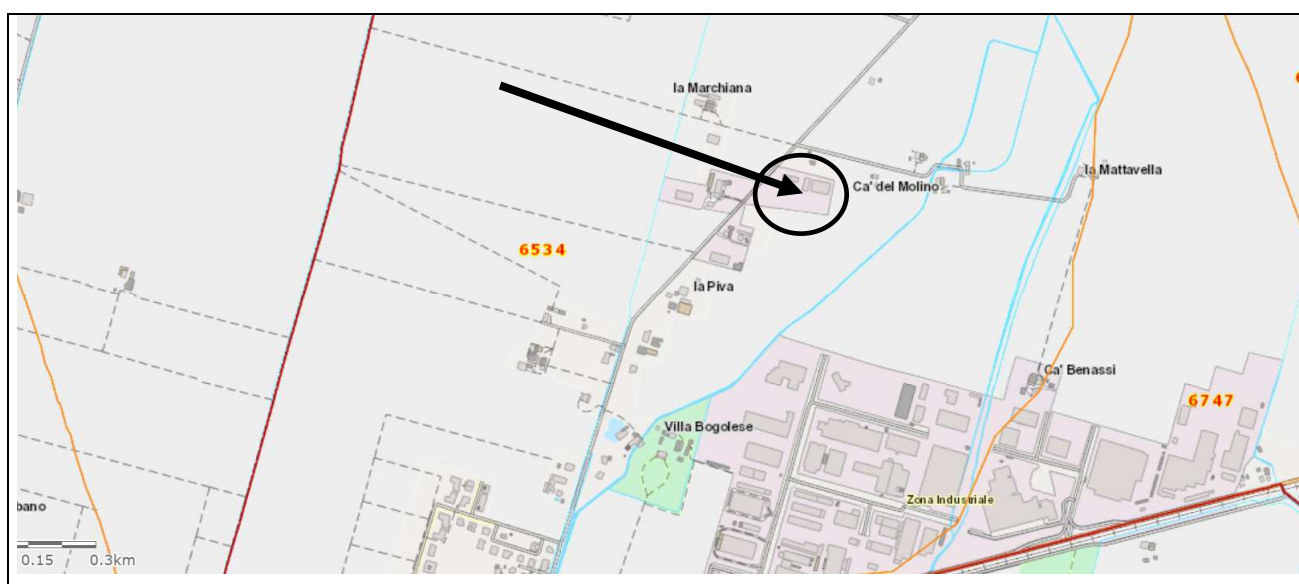 la Marchiana
Ca' del Molino
la Mattavella
6534
la Piva
Ca' Benassi
6747
Villa Bogolese
Zona Industriale
bano
0.15 0.3km